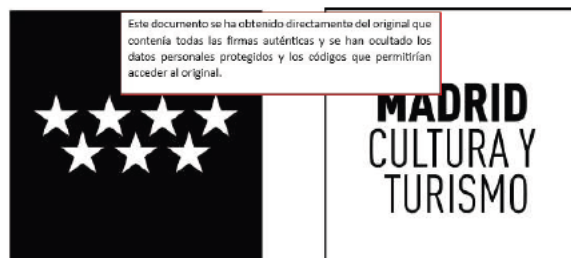 Este documento se ha obtenido directamente del original que
contenía todas las firmas auténticas y se han ocultado los
datos personales protegidos y los códigos que permitirían
acceder al original.
MADRID
CULTURA Y
TURISMO